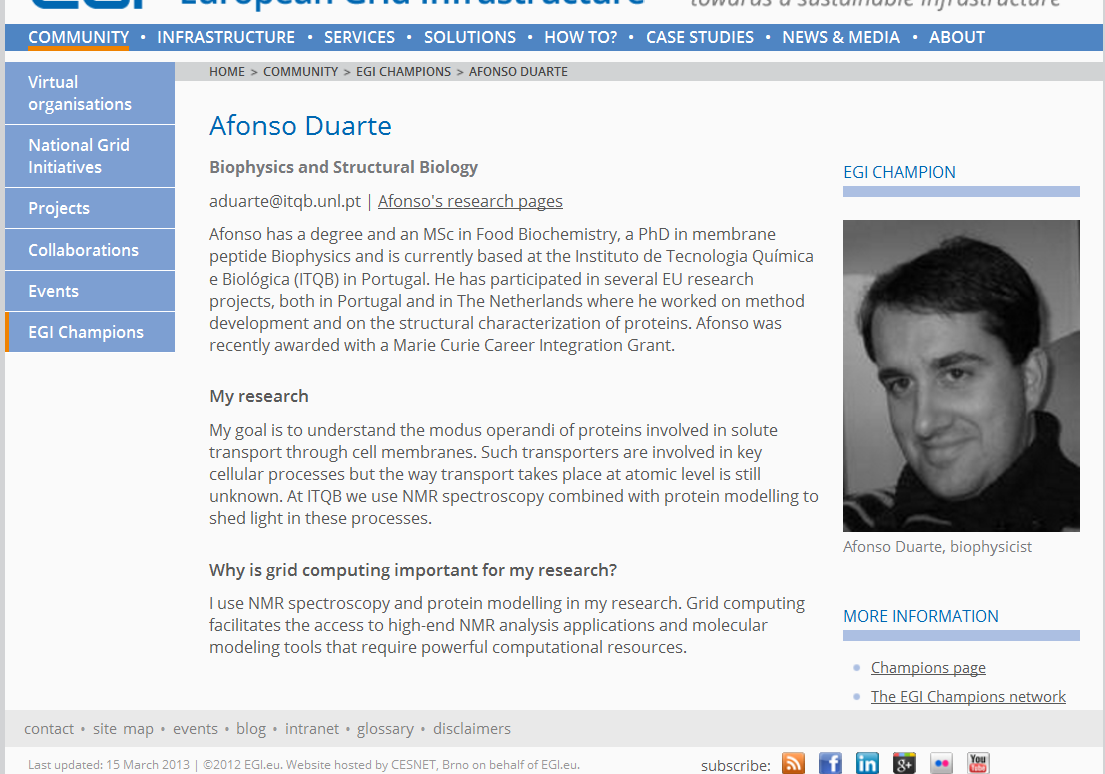 European Grid Infrastructure
towards a sustainable infrastructure
COMMUNITY • INFRASTRUCTURE • SERVICES • SOLUTIONS • HOW TO? • CASE STUDIES • NEWS & MEDIA • ABOUT
HOME > COMMUNITY > EGI CHAMPIONS > AFONSO DUARTE
Virtual
organisations
National Grid
Initiatives
Projects
Collaborations
Events
EGI Champions
Afonso Duarte
Biophysics and Structural Biology
aduarte@itqb.unl.pt | Afonso's research pages
Afonso has a degree and an MSc in Food Biochemistry, a PhD in membrane
peptide Biophysics and is currently based at the Instituto de Tecnologia Química
e Biológica (ITQB) in Portugal. He has participated in several EU research
projects, both in Portugal and in The Netherlands where he worked on method
development and on the structural characterization of proteins. Afonso was
recently awarded with a Marie Curie Career Integration Grant.
My research
My goal is to understand the modus operandi of proteins involved in solute
transport through cell membranes. Such transporters are involved in key
cellular processes but the way transport takes place at atomic level is still
unknown. At ITQB we use NMR spectroscopy combined with protein modelling to
shed light in these processes.
Why is grid computing important for my research?
I use NMR spectroscopy and protein modelling in my research. Grid computing
facilitates the access to high-end NMR analysis applications and molecular
modeling tools that require powerful computational resources.
EGI CHAMPION
Afonso Duarte, biophysicist
MORE INFORMATION
Champions page
The EGI Champions network
contact • site map • events • blog • intranet • glossary • disclaimers
Last updated: 15 March 2013 | ©2012 EGI.eu. Website hosted by CESNET, Brno on behalf of EGI.eu.
subscribe:
f
in
g+
You
Tube